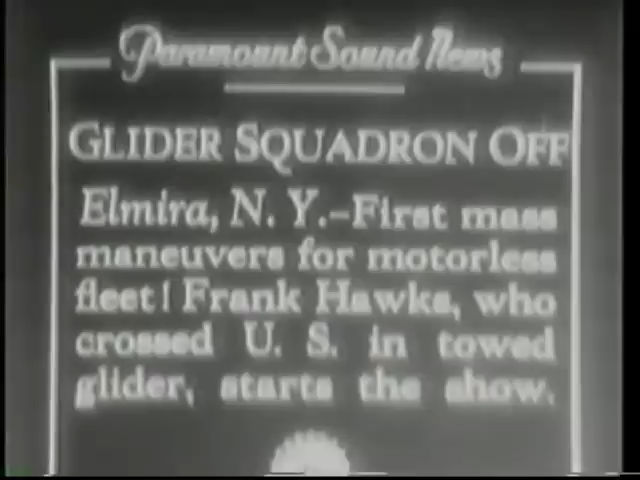 Paramount Sound News
GLIDER SQUADRON OFF
Elmira, N. Y.-First mass
maneuvers for motorless
fleet! Frank Hawks, who
crossed U. S. in towed
glider, starts the show.